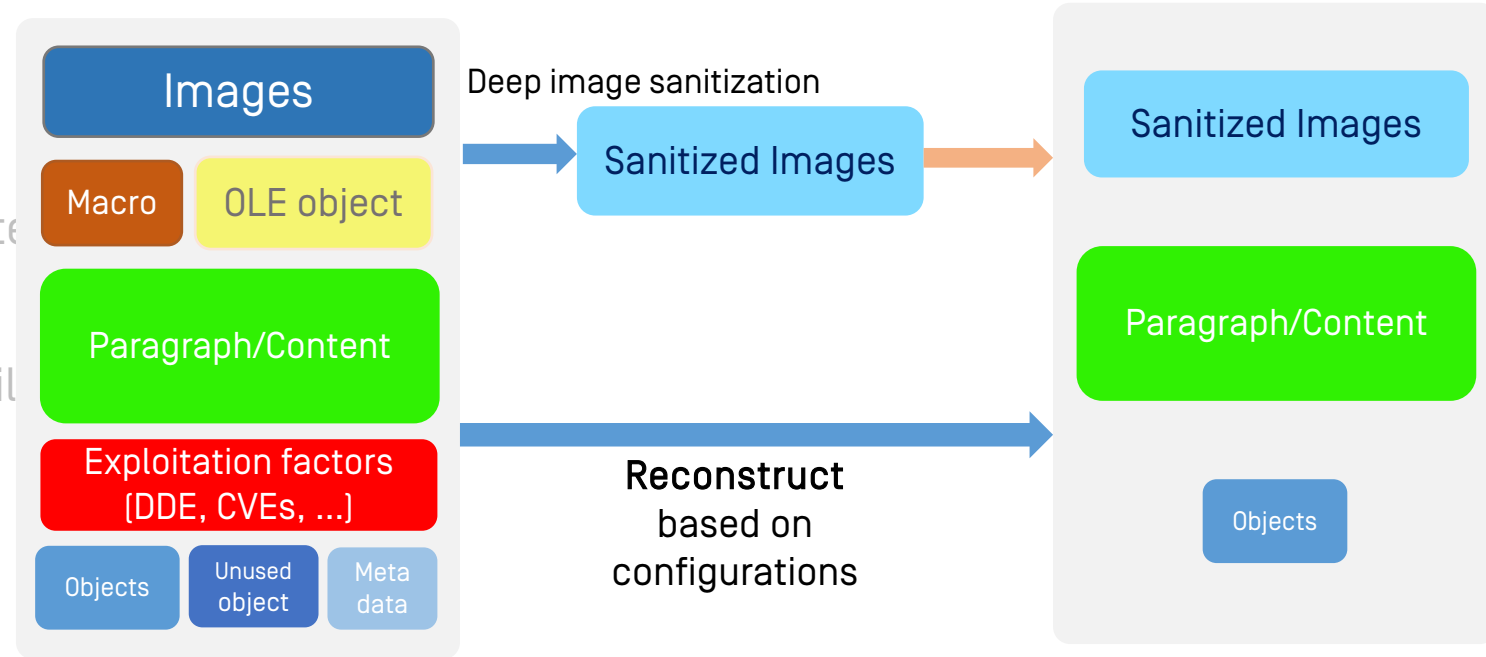 Images
Macro
OLE object
Paragraph/Content
Exploitation factors
(DDE, CVEs, ...)
Objects
Unused
object
Meta
data
Deep image sanitization
Sanitized Images
Reconstruct
based on
configurations
Sanitized Images
Paragraph/Content
Objects